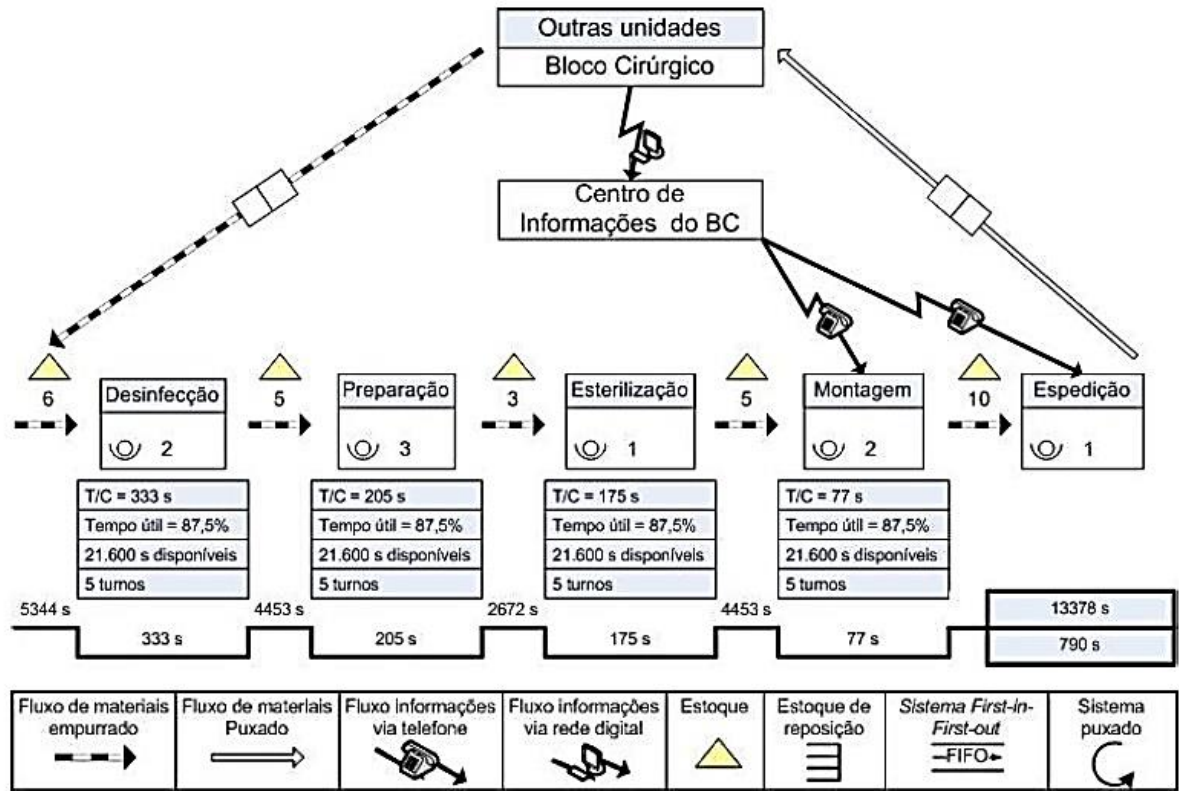 Outras unidades
Bloco Cirúrgico
Centro de
Informações do BC
6
Desinfecção
2
5
Preparação
3
3
Esterilização
1
5
Montagem
2
10
Espedição
1
T/C = 333 s
Tempo útil = 87,5%
21.600 s disponíveis
5 turnos
T/C = 205 s
Tempo útil = 87,5%
21.600 s disponíveis
5 turnos
T/C = 175 s
Tempo útil = 87,5%
21.600 s disponíveis
5 turnos
T/C = 77 s
Tempo útil = 87,5%
21.600 s disponíveis
5 turnos
5344 s
333 s
4453 s
205 s
2672 s
175 s
4453 s
77 s
13378 s
790 s
Fluxo de materiais
empurrado
Fluxo de materiais
Puxado
Fluxo informações
via telefone
Fluxo informações
via rede digital
Estoque
Estoque de
reposição
Sistema First-in-
First-out
FIFO
Sistema
puxado